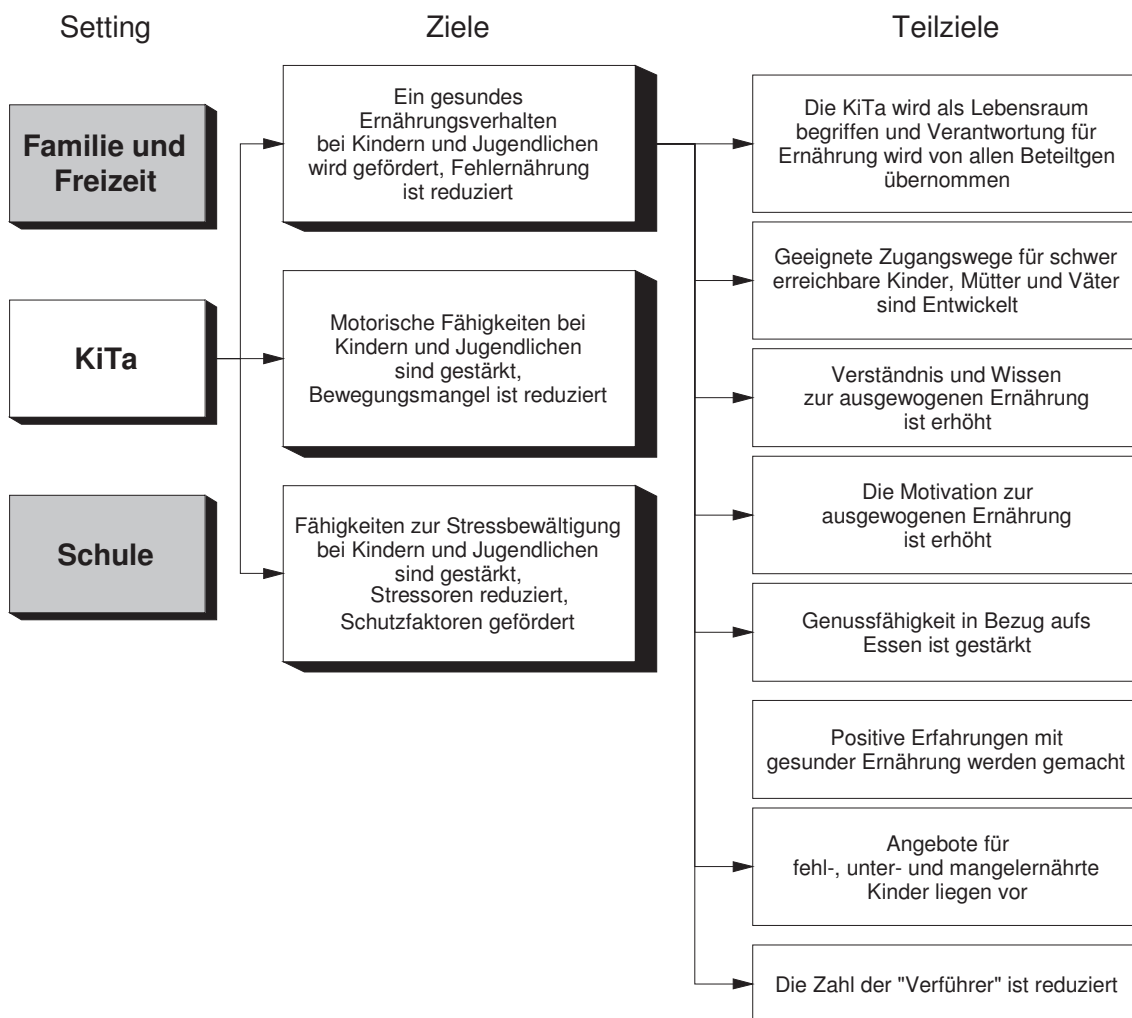 Setting
Ziele
Teilziele
Familie und
Freizeit
KiTa
Schule
Ein gesundes
Ernährungsverhalten
bei Kindern und Jugendlichen
wird gefördert, Fehlernährung
ist reduziert
Motorische Fähigkeiten bei
Kindern und Jugendlichen
sind gestärkt,
Bewegungsmangel ist reduziert
Fähigkeiten zur Stressbewältigung
bei Kindern und Jugendlichen
sind gestärkt,
Stressoren reduziert,
Schutzfaktoren gefördert
Die KiTa wird als Lebensraum
begriffen und Verantwortung für
Ernährung wird von allen Beteiltgen
übernommen
Geeignete Zugangswege für schwer
erreichbare Kinder, Mütter und Väter
sind Entwickelt
Verständnis und Wissen
zur ausgewogenen Ernährung
ist erhöht
Die Motivation zur
ausgewogenen Ernährung
ist erhöht
Genussfähigkeit in Bezug aufs
Essen ist gestärkt
Positive Erfahrungen mit
gesunder Ernährung werden gemacht
Angebote für
fehl-, unter- und mangelernährte
Kinder liegen vor
Die Zahl der "Verführer" ist reduziert